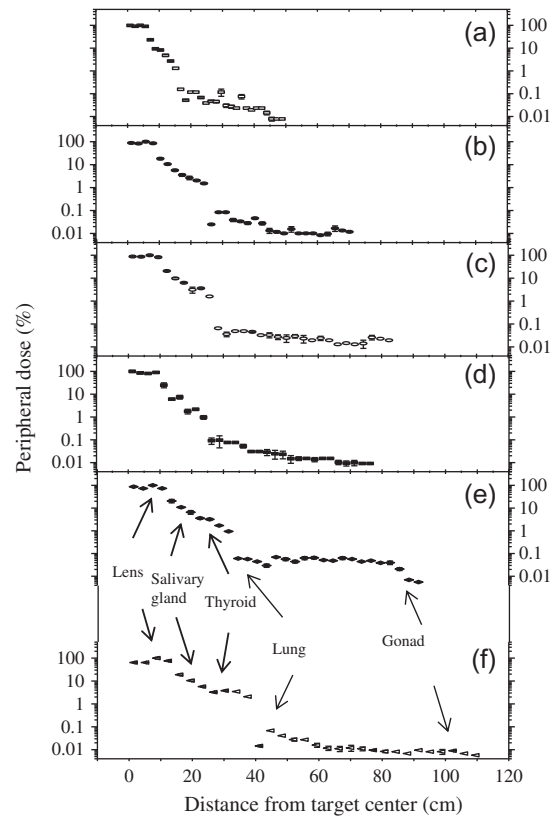 (a)
100
10
1
0.1
0.01
(b)
100
10
1
0.1
0.01
(c)
100
10
1
0.1
0.01
(d)
100
10
1
0.1
0.01
(e)
100
10
1
0.1
0.01
(f)
100
10
1
0.1
0.01
Peripheral dose (%)
Lens
Salivary
gland
Thyroid
Lung
Gonad
0 20 40 60 80 100 120
Distance from target center (cm)